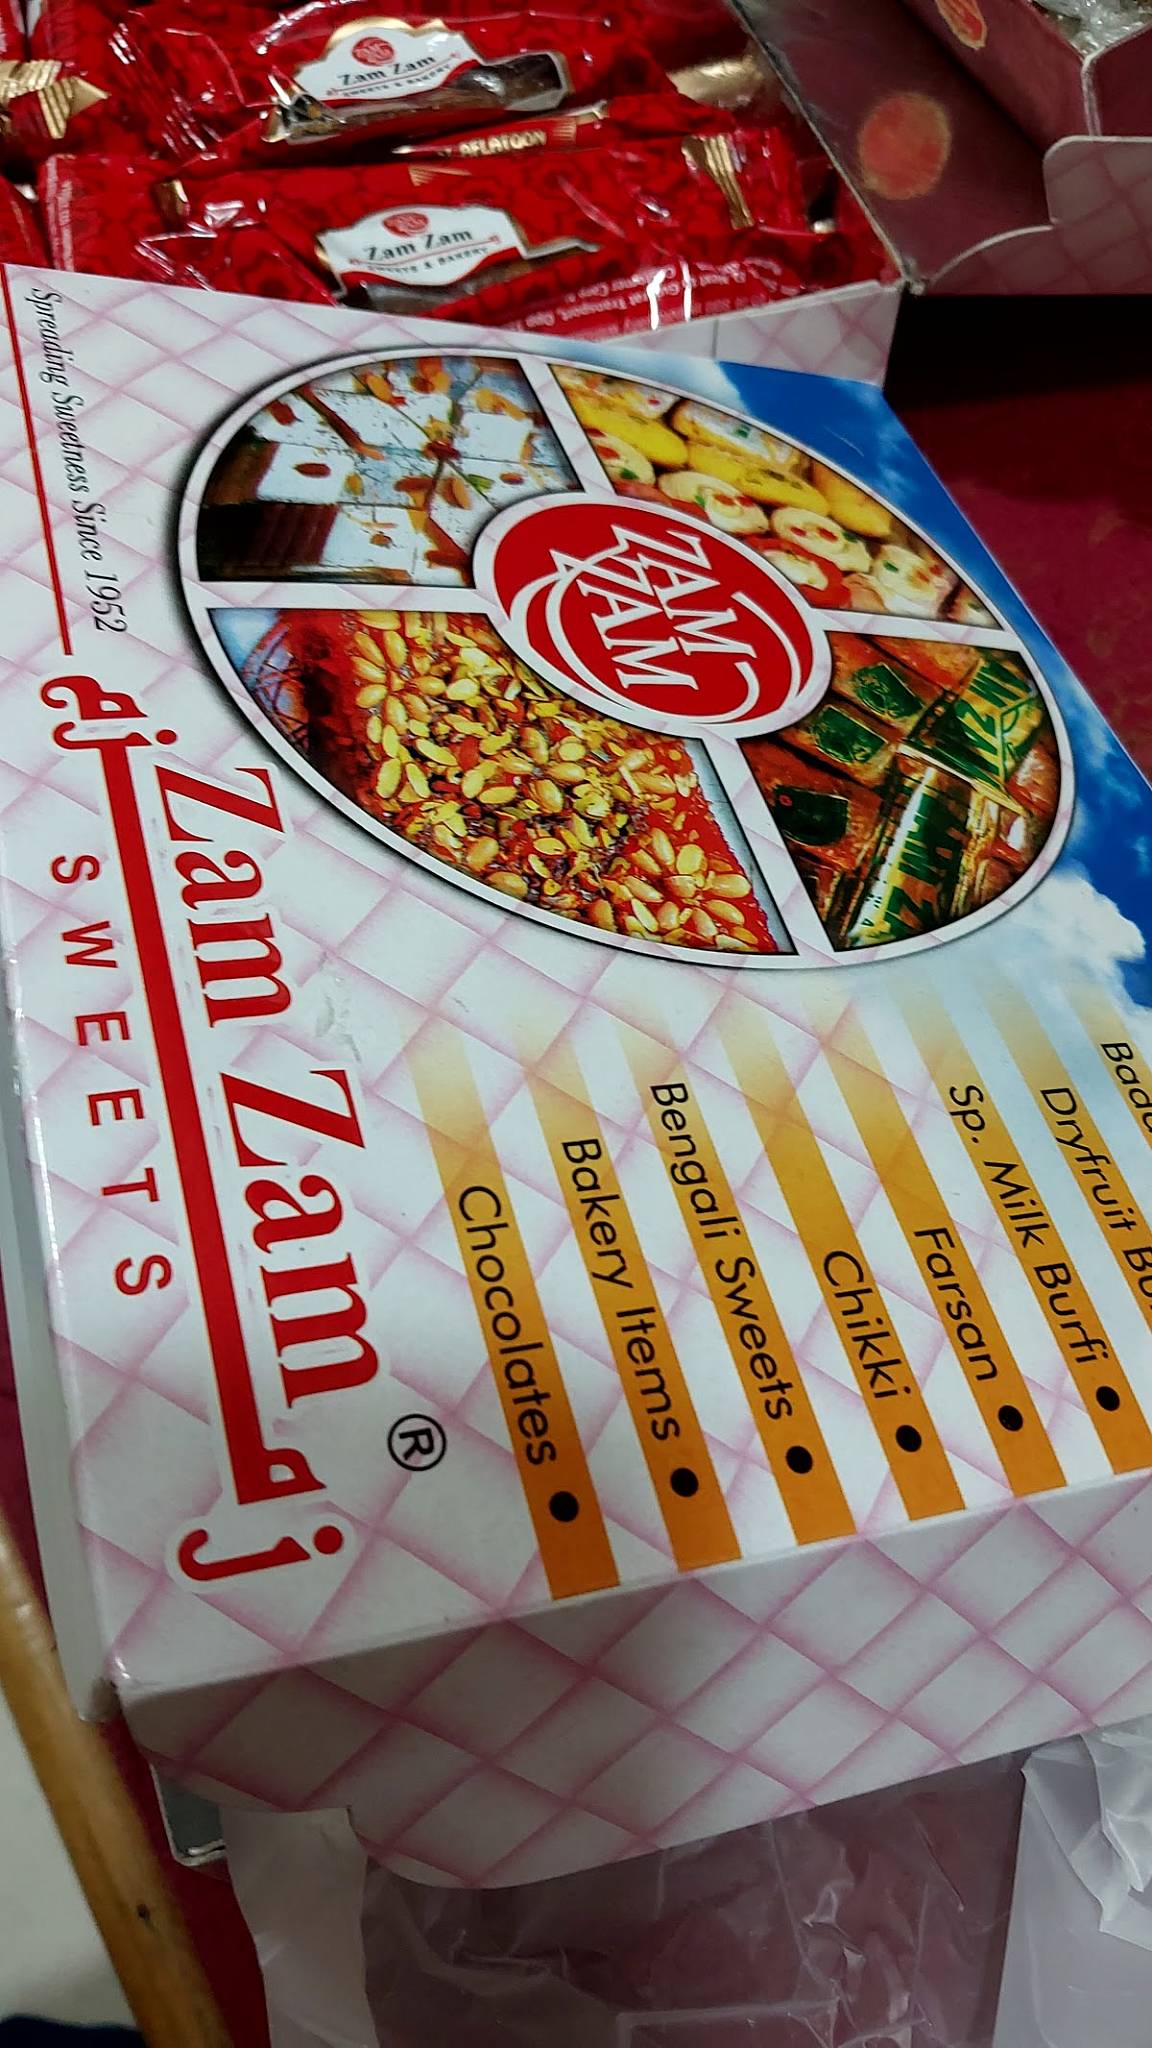 Zam Zam
SWEETS & BAKERY
AFLATOON
Zam Zam
SWEETS & BAKERY
ZAM
ZAM
Dryfruit
Sp. Milk Burfi •
Farsan •
Chikki •
Bengali Sweets •
Bakery Items •
Chocolates •
Zam Zam ®
SWEETS
Spreading Sweetness Since 1952